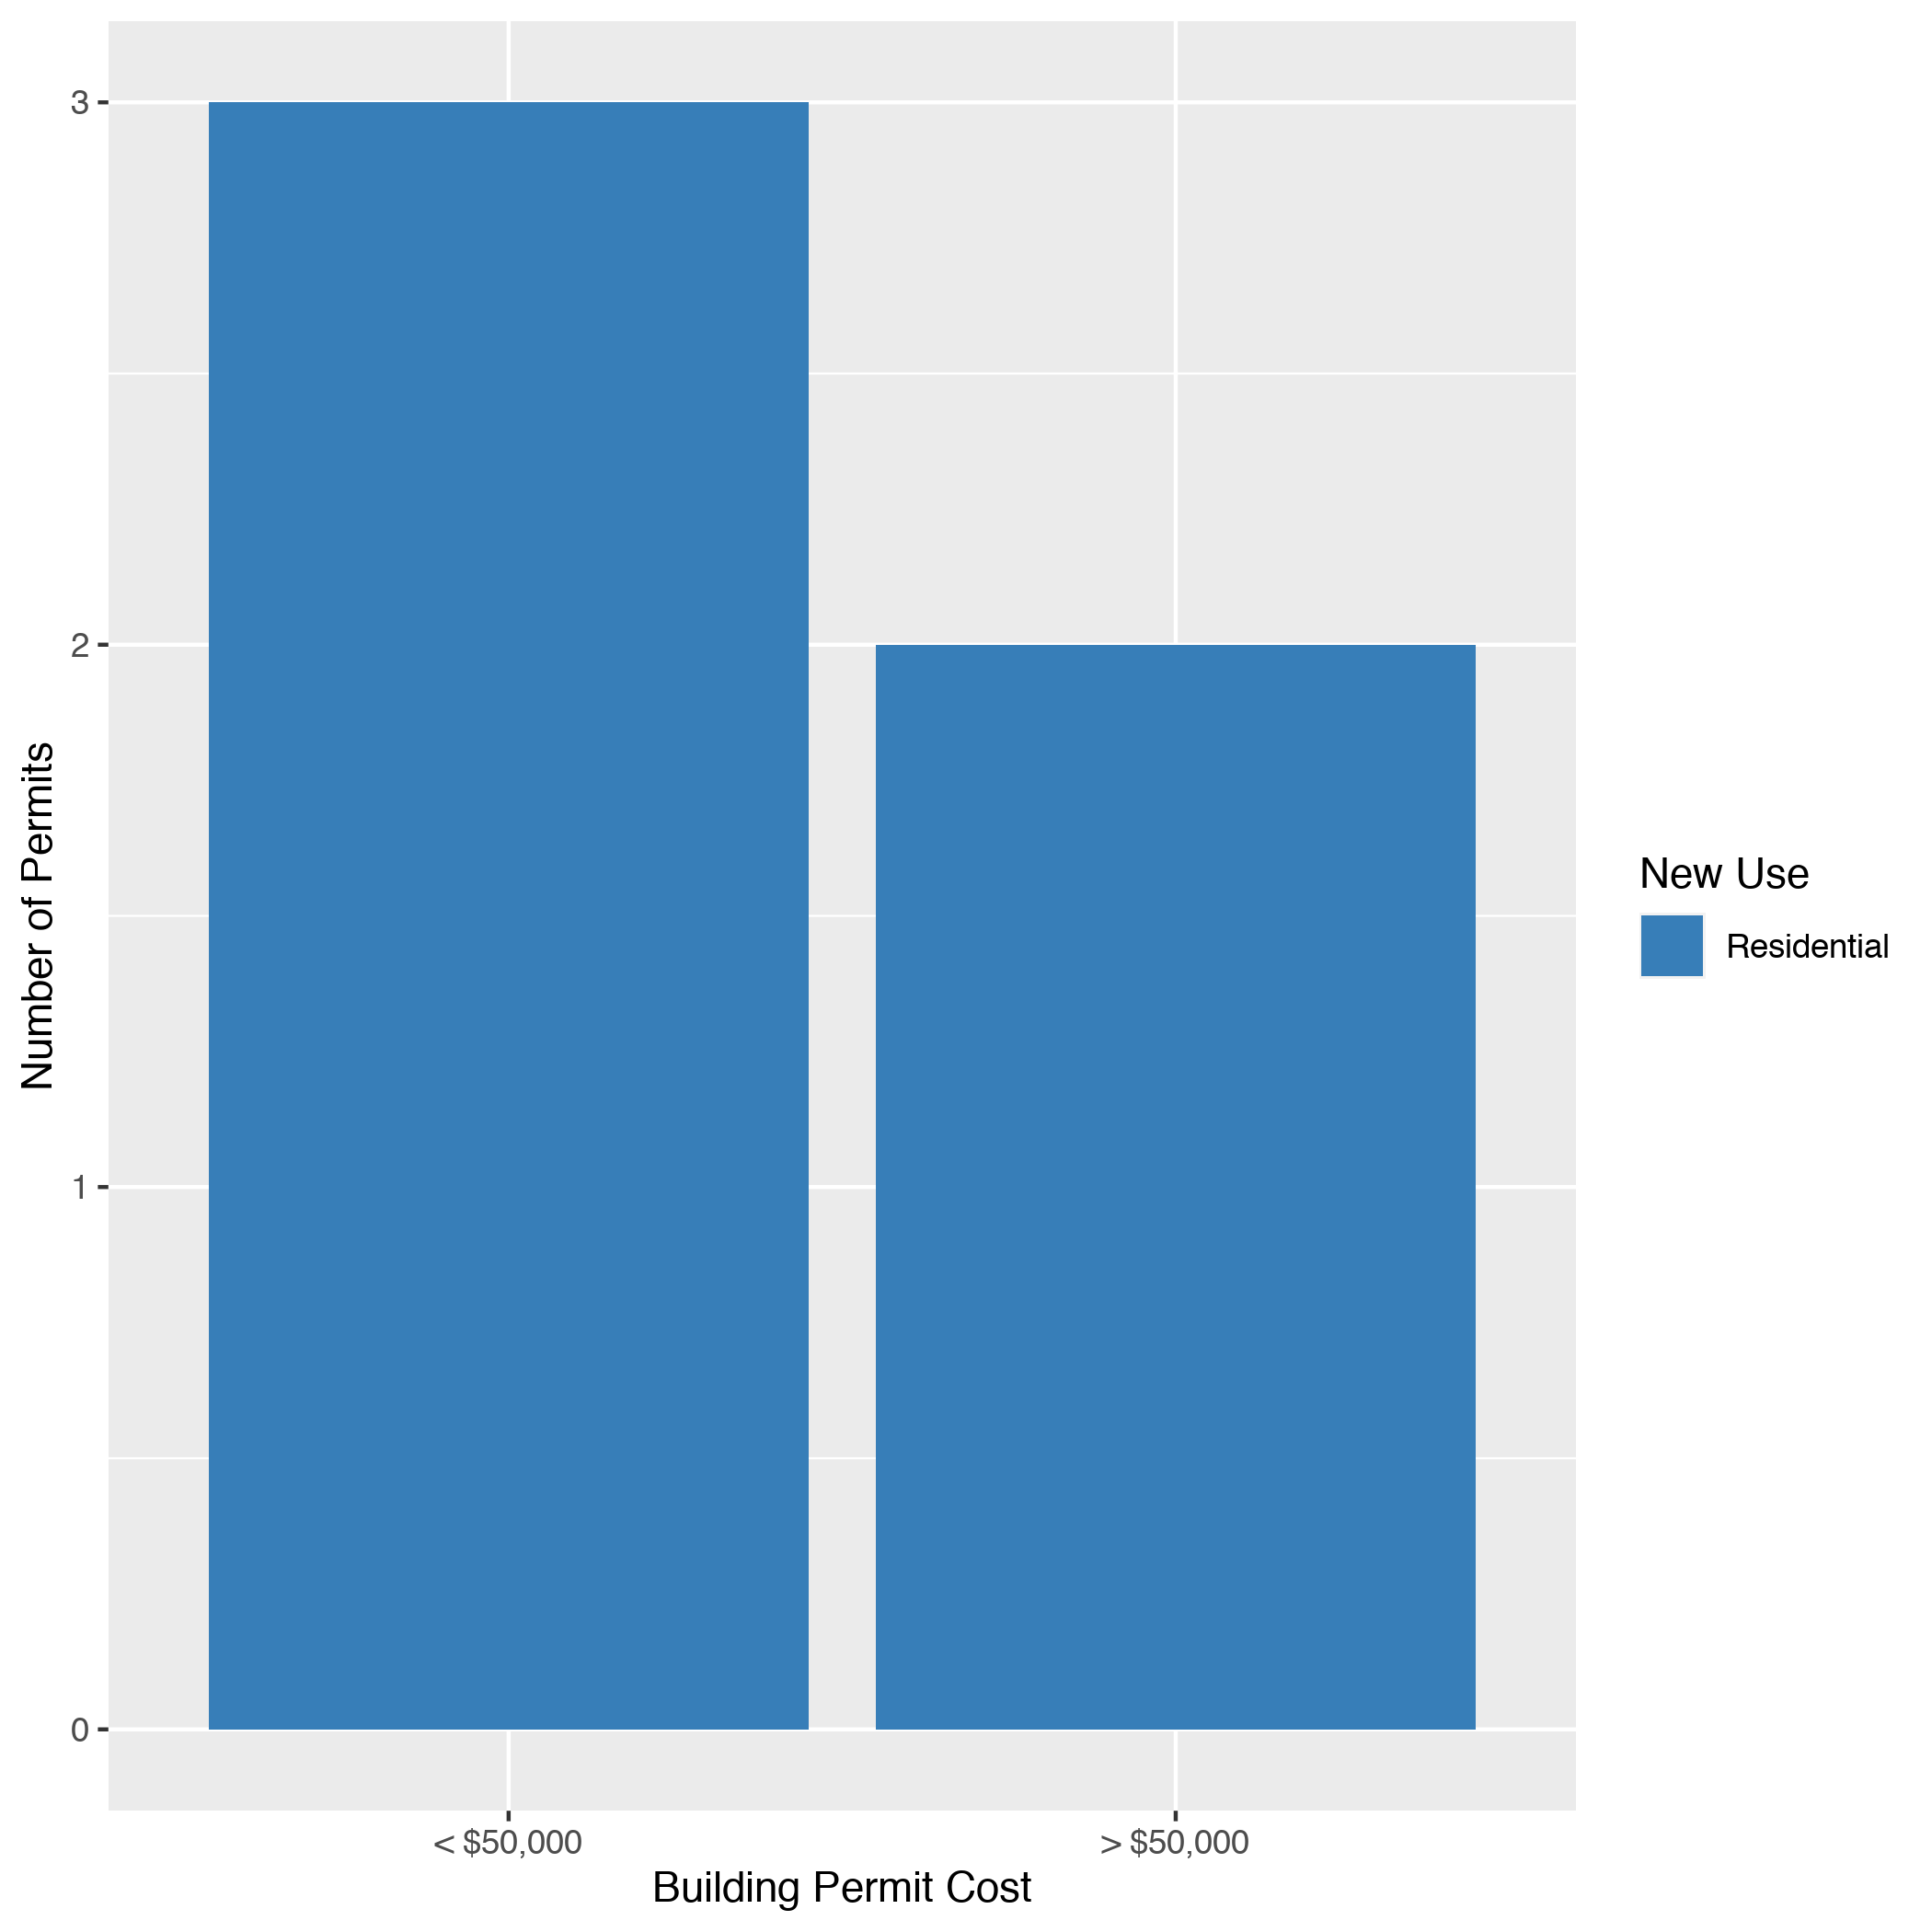 3
2
1
0
Number of Permits
< $50,000
> $50,000
Building Permit Cost
New Use
Residential